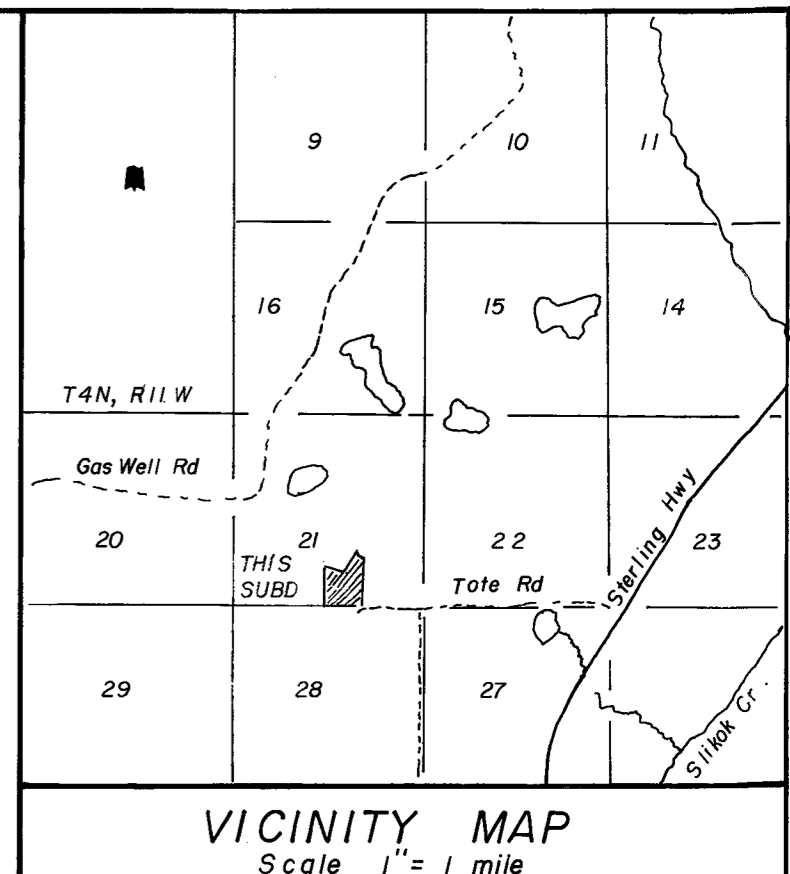 9
10
11
16
15
14
T4N, R11W
Gas Well Rd
20
21
22
23
THIS
SUBD
Tote Rd
Sterling Hwy
29
28
27
Slikok Cr.
VICINITY MAP
Scale 1" = 1 mile